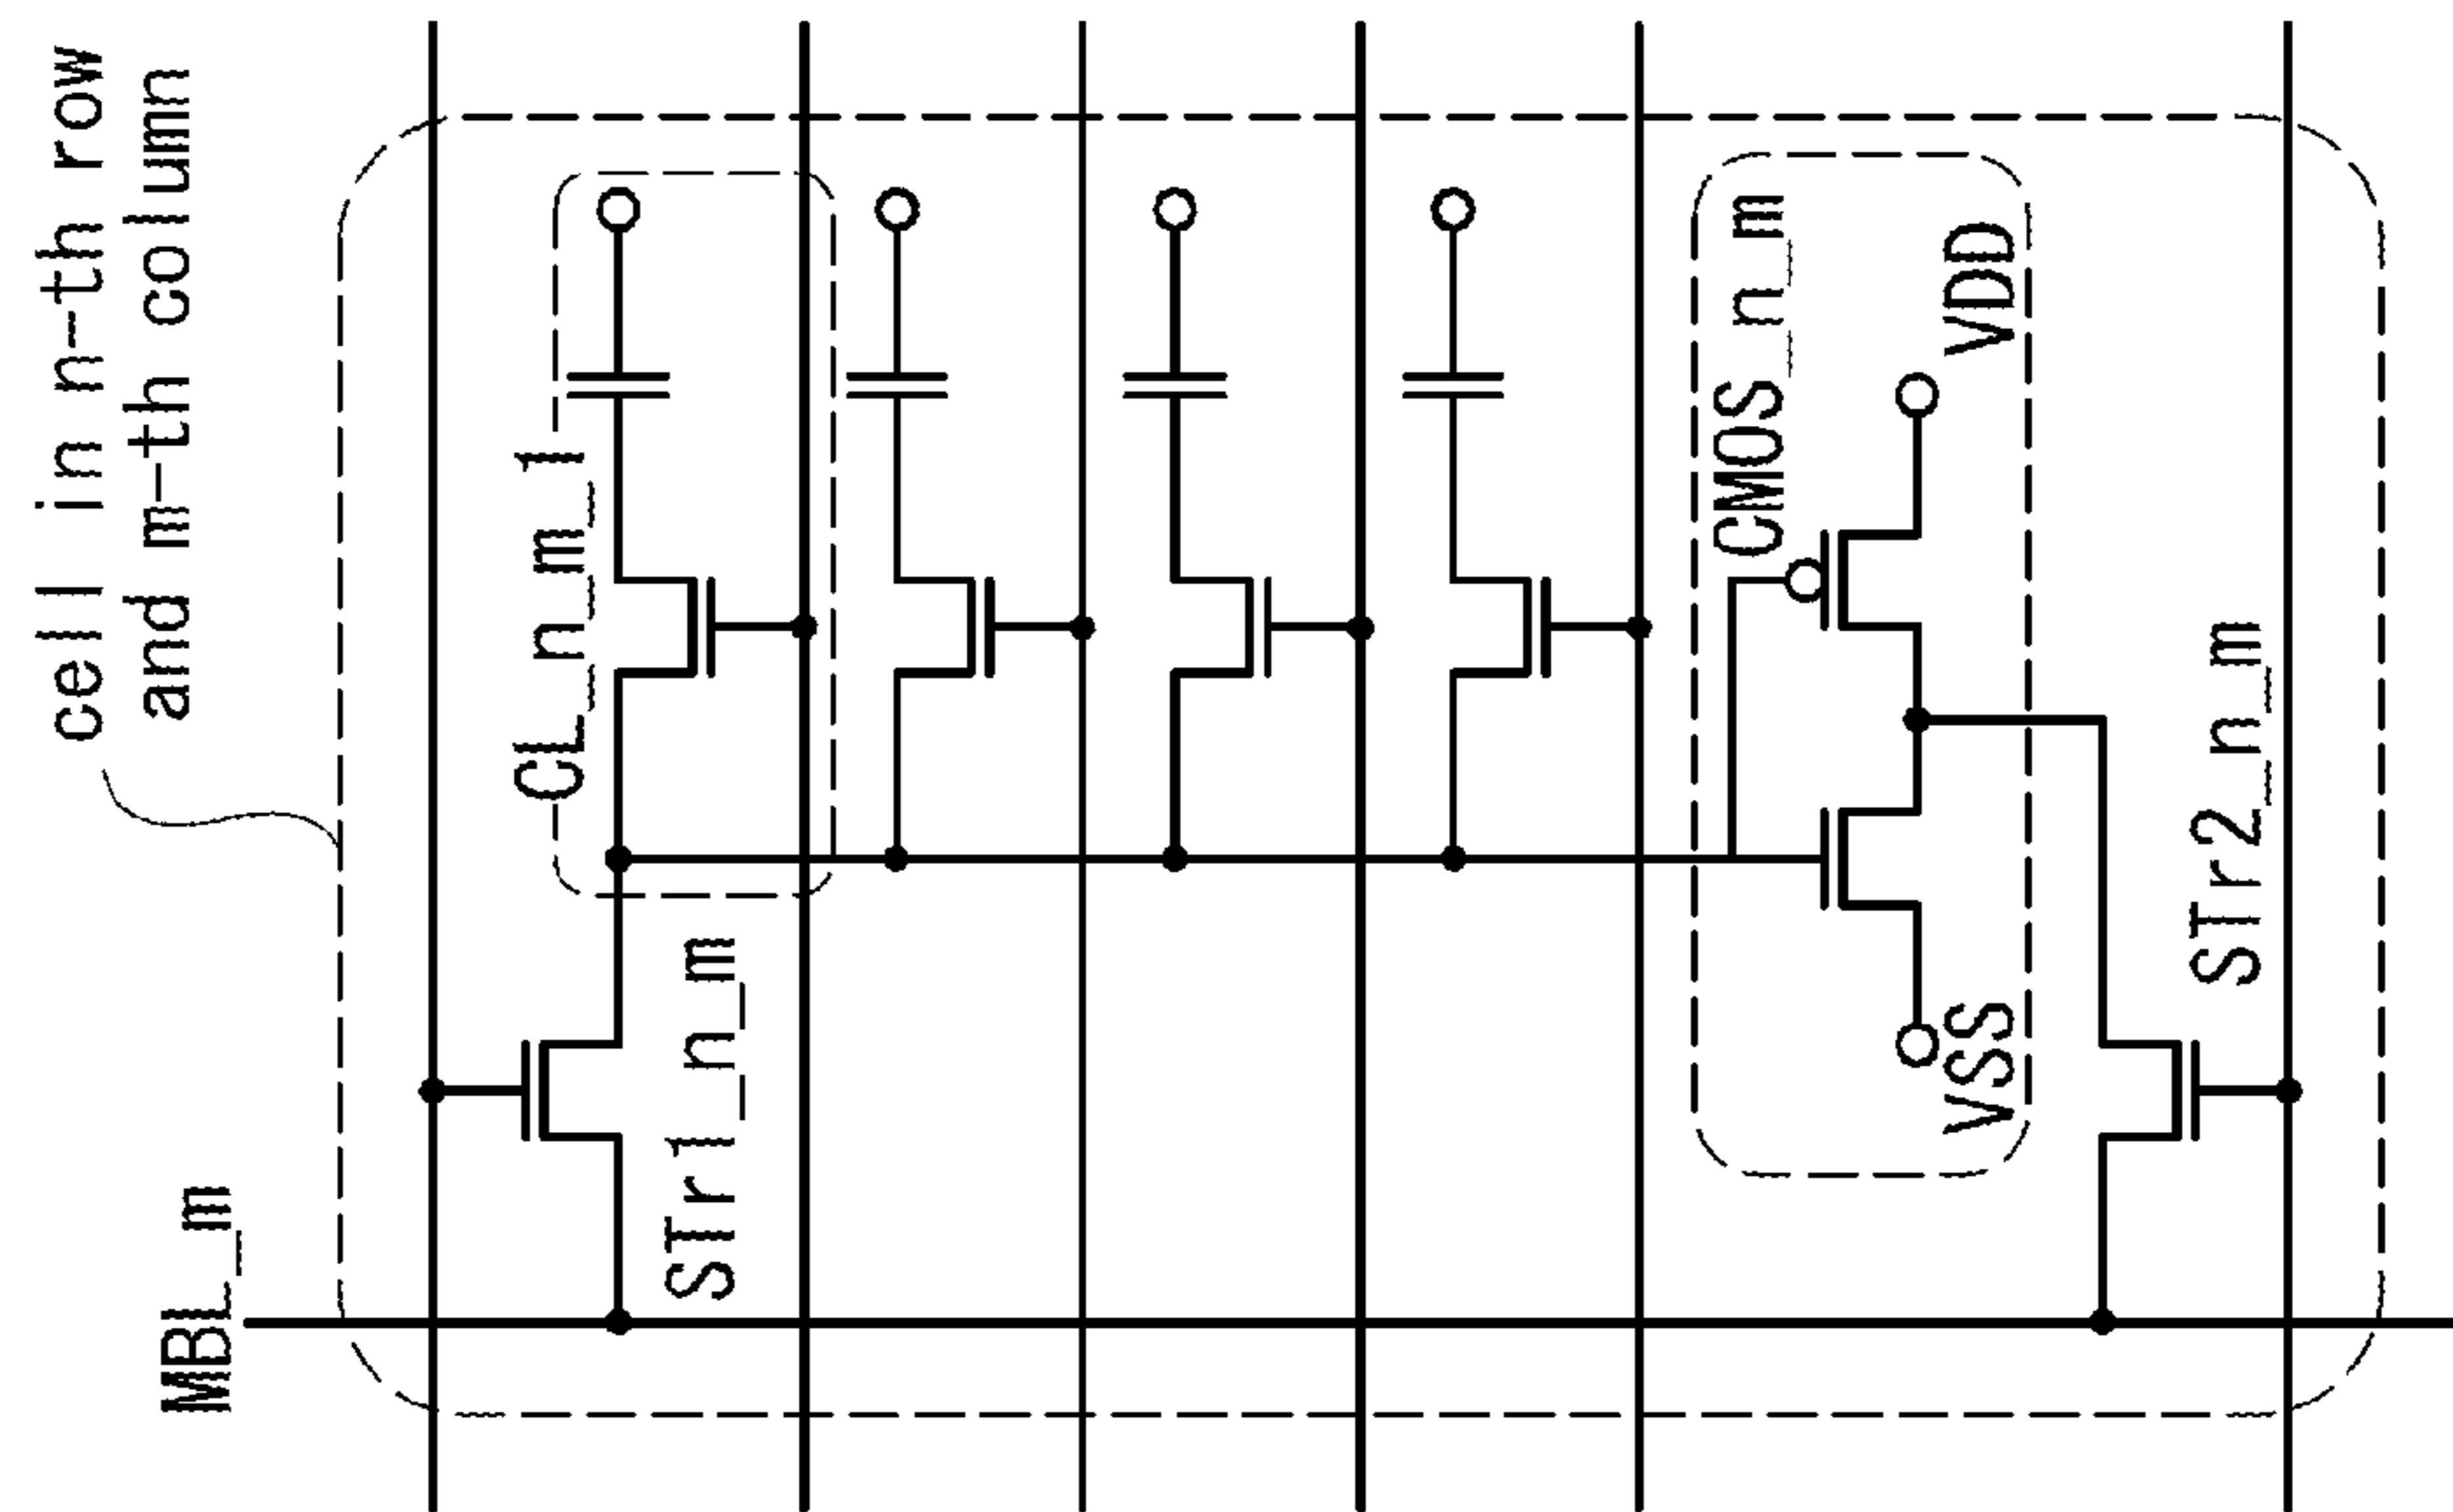 cell in n-th row
and m-th column
MBL_m
CL_n_m_1
STr1_n_m
CMOS_n_m
VDD
VSS
STr2_n_m